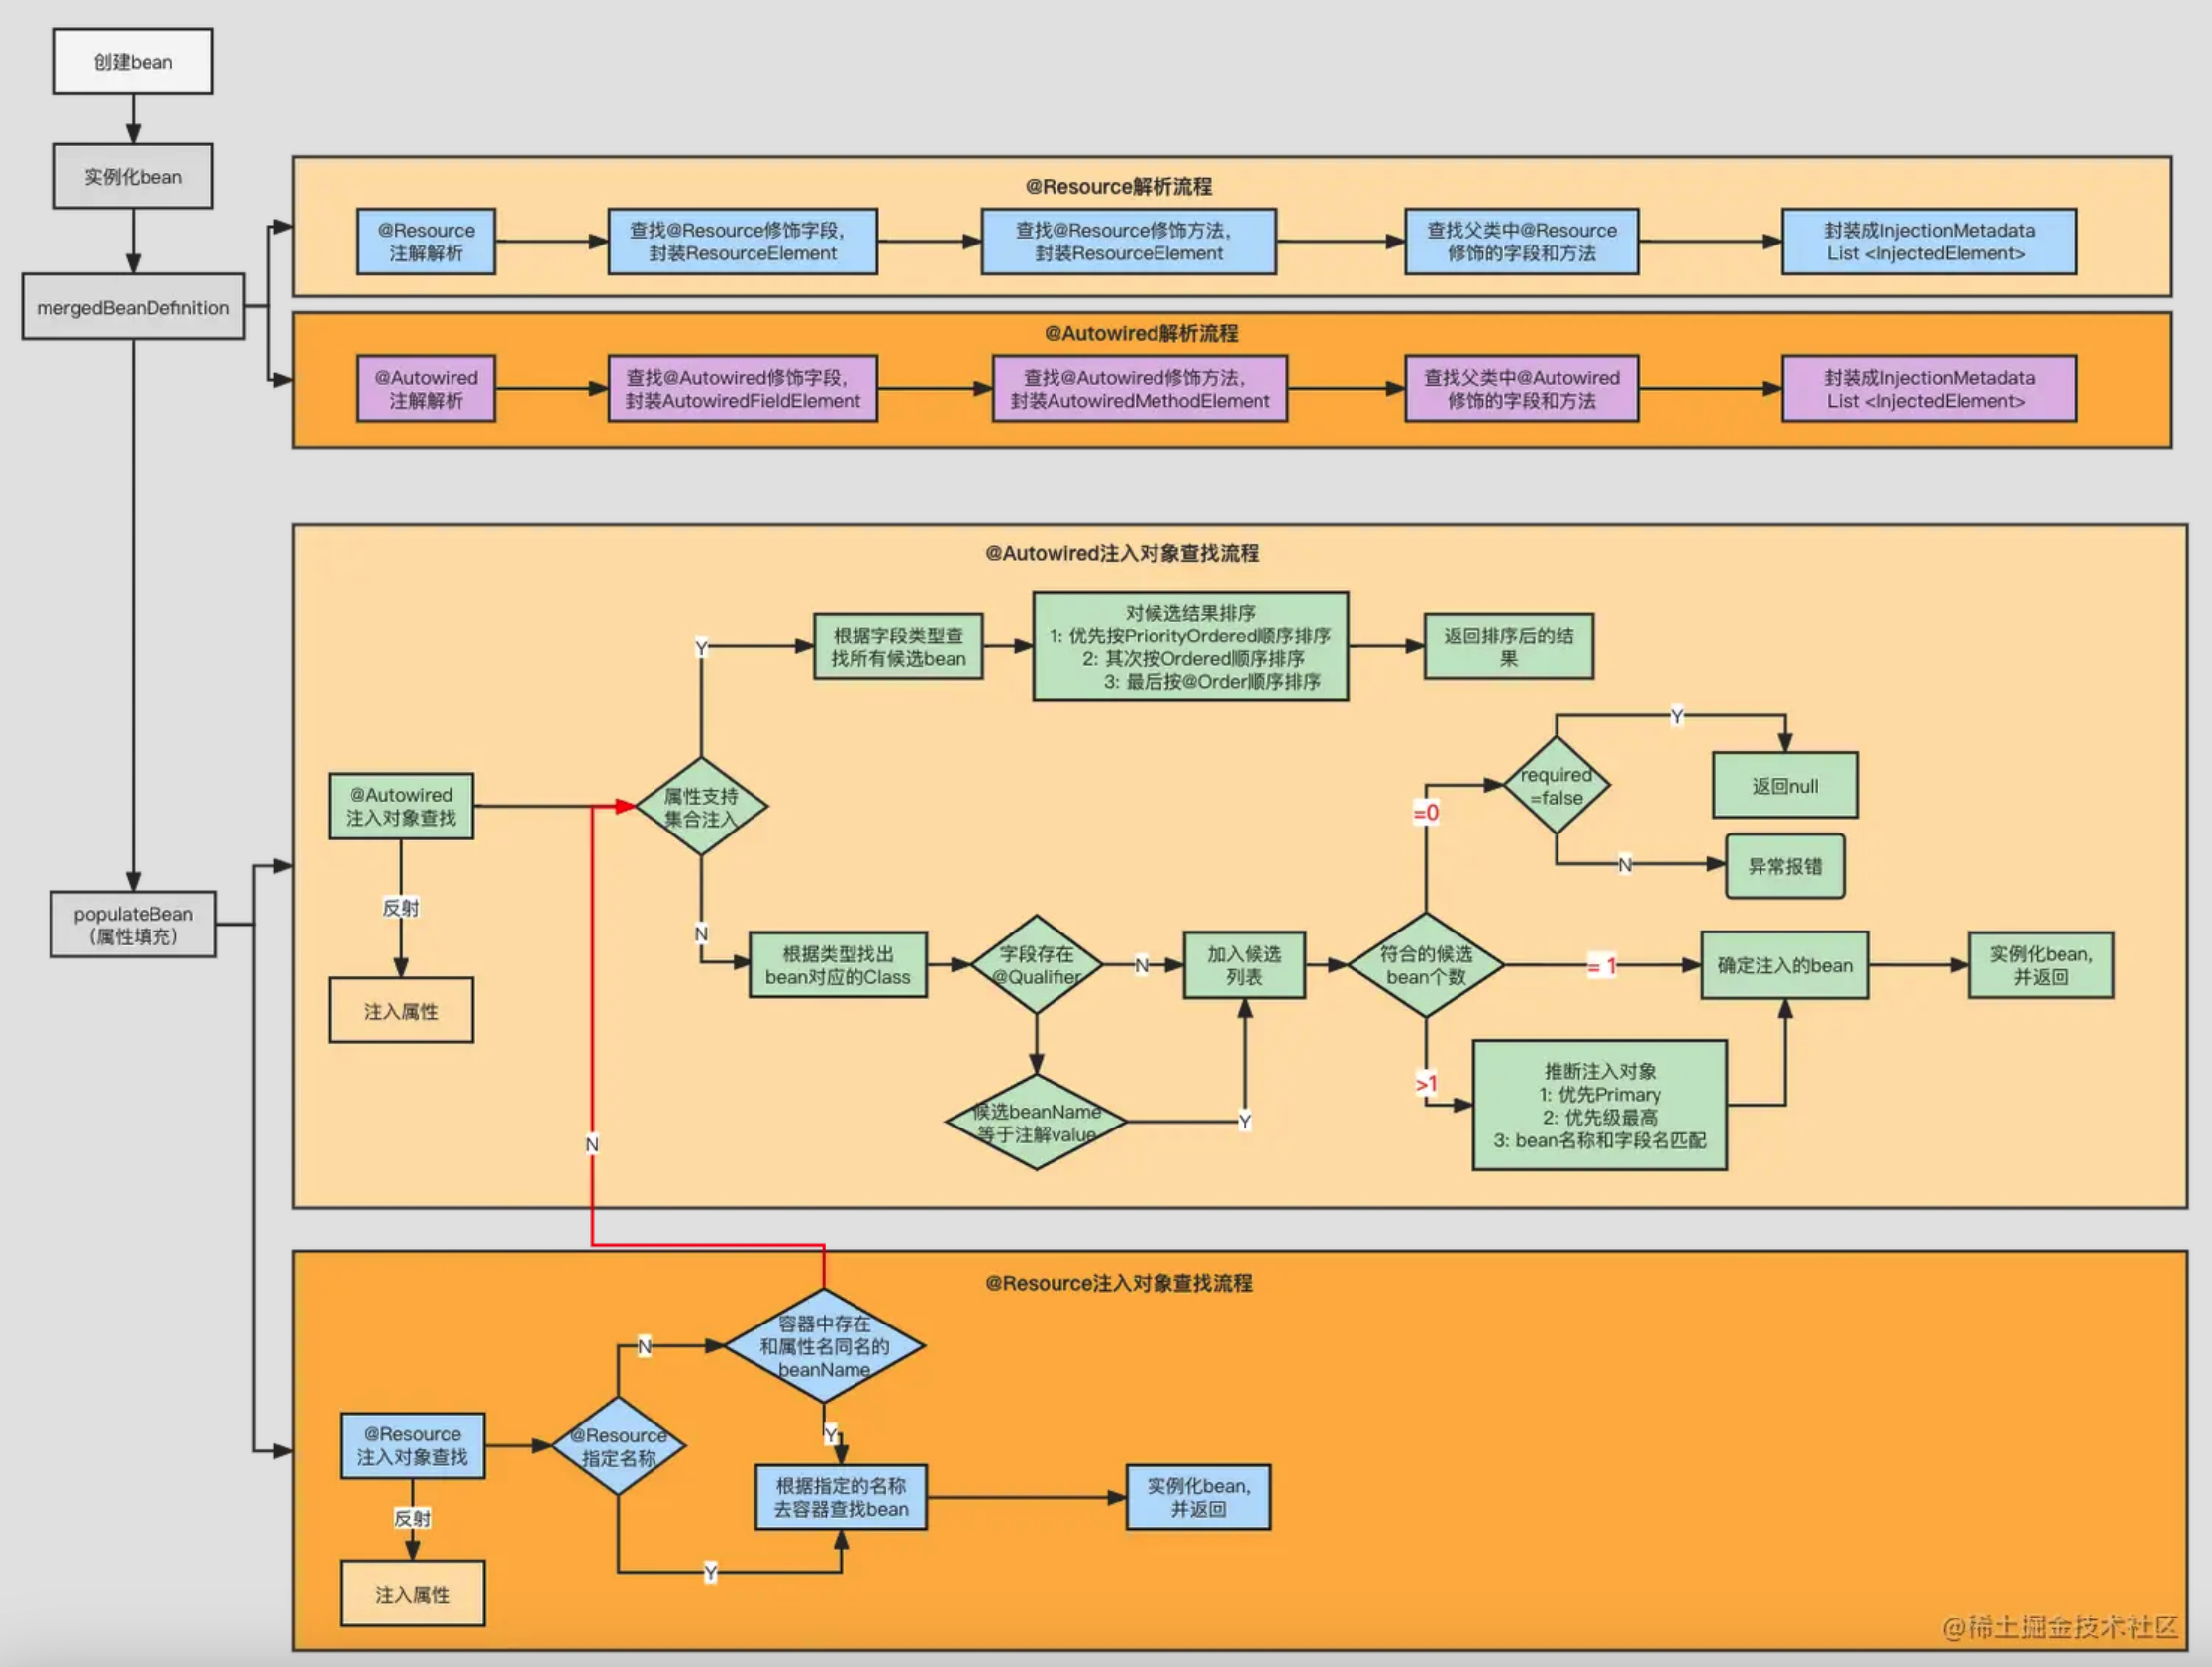 创建bean
实例化bean
mergedBeanDefinition
@Resource解析流程
@Resource
注解解析
查找@Resource修饰字段，
封装ResourceElement
查找@Resource修饰方法，
封装ResourceElement
查找父类中@Resource
修饰的字段和方法
封装成InjectionMetadata
List <InjectedElement>
@Autowired解析流程
@Autowired
注解解析
查找@Autowired修饰字段，
封装AutowiredFieldElement
查找@Autowired修饰方法，
封装AutowiredMethodElement
查找父类中@Autowired
修饰的字段和方法
封装成InjectionMetadata
List <InjectedElement>
populateBean
（属性填充）
@Autowired注入对象查找流程
@Autowired
注入对象查找
反射
注入属性
属性支持
集合注入
Y
根据字段类型查
找所有候选bean
对候选结果排序
1: 优先按PriorityOrdered顺序排序
2: 其次按Ordered顺序排序
3: 最后按@Order顺序排序
返回排序后的结
果
N
根据类型找出
bean对应的Class
字段存在
@Qualifier
N
候选beanName
等于注解value
Y
加入候选
列表
符合的候选
bean个数
=0
required
=false
Y
返回null
N
异常报错
= 1
确定注入的bean
实例化bean，
并返回
>1
推断注入对象
1: 优先Primary
2: 优先级最高
3: bean名称和字段名匹配
N
@Resource注入对象查找流程
@Resource
注入对象查找
反射
注入属性
@Resource
指定名称
N
容器中存在
和属性名同名的
beanName
Y
Y
根据指定的名称
去容器查找bean
实例化bean，
并返回
@稀土掘金技术社区